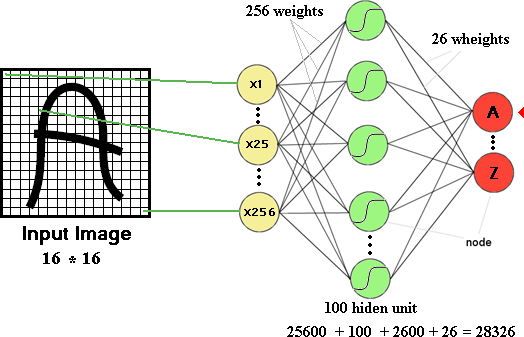 256 weights
26 wheights
x1
x25
x256
A
Z
node
Input Image
16 * 16
100 hiden unit
25600 + 100 + 2600 + 26 = 28326